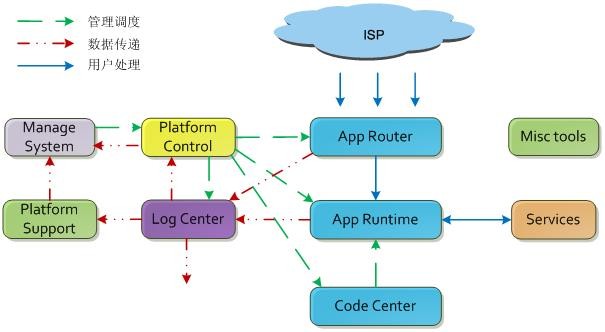 管理调度
数据传递
用户处理
ISP
Manage
System
Platform
Control
App Router
Misc tools
Platform
Support
Log Center
App Runtime
Services
Code Center